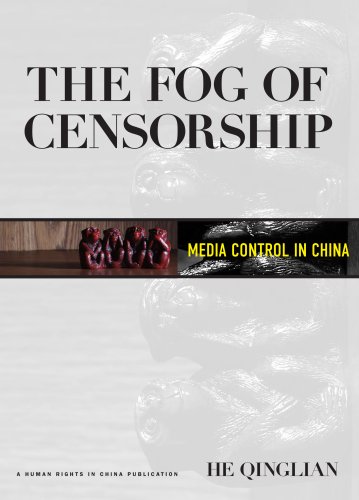 THE FOG OF
CENSORSHIP
MEDIA CONTROL IN CHINA
A HUMAN RIGHTS IN CHINA PUBLICATION
HE QINGLIAN